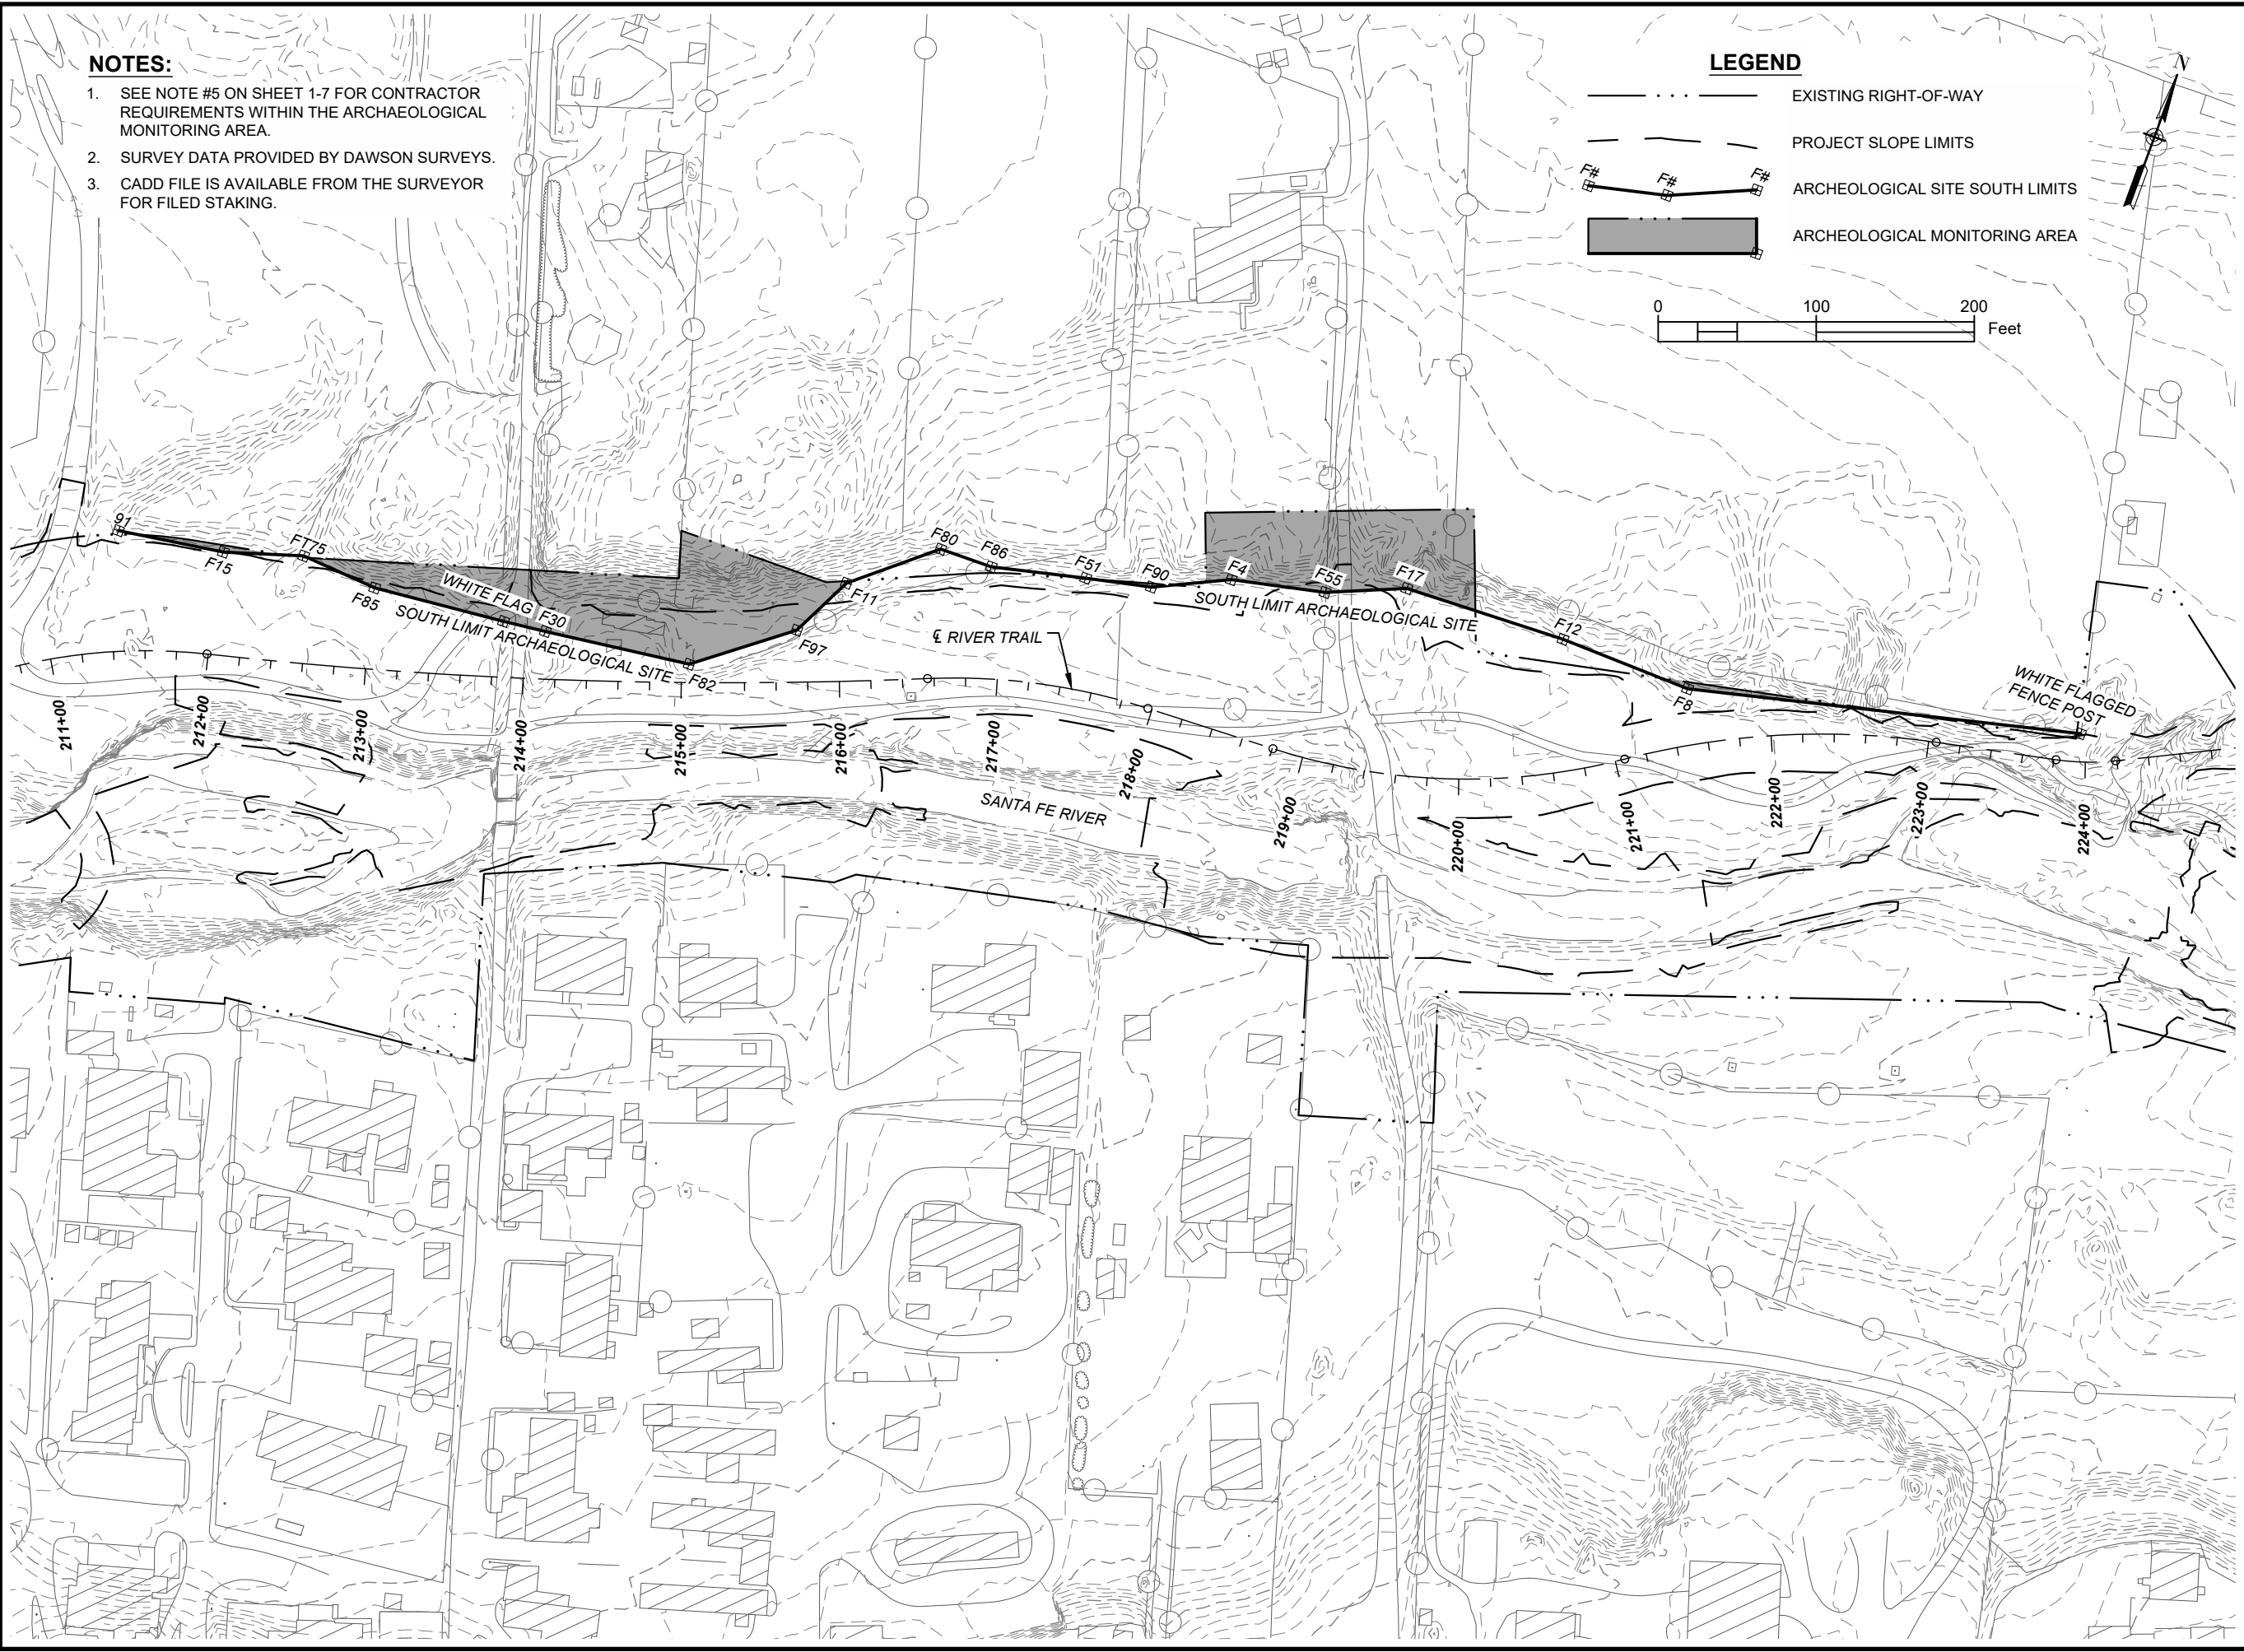 NOTES:
1. SEE NOTE #5 ON SHEET 1-7 FOR CONTRACTOR
REQUIREMENTS WITHIN THE ARCHAEOLOGICAL
MONITORING AREA.
2. SURVEY DATA PROVIDED BY DAWSON SURVEYS.
3. CADD FILE IS AVAILABLE FROM THE SURVEYOR
FOR FILED STAKING.
LEGEND
EXISTING RIGHT-OF-WAY
PROJECT SLOPE LIMITS
F# F# F#
ARCHEOLOGICAL SITE SOUTH LIMITS
ARCHEOLOGICAL MONITORING AREA
N
0 100 200
Feet
91
F15
FT75
F85
WHITE FLAG
F30
SOUTH LIMIT ARCHAEOLOGICAL SITE
F82
F97
F11
F80
F86
F51
F90
F4
F55
F17
SOUTH LIMIT ARCHAEOLOGICAL SITE
F12
F8
WHITE FLAGGED
FENCE POST
℄ RIVER TRAIL
211+00
212+00
213+00
214+00
215+00
216+00
217+00
218+00
219+00
220+00
221+00
222+00
223+00
224+00
SANTA FE RIVER